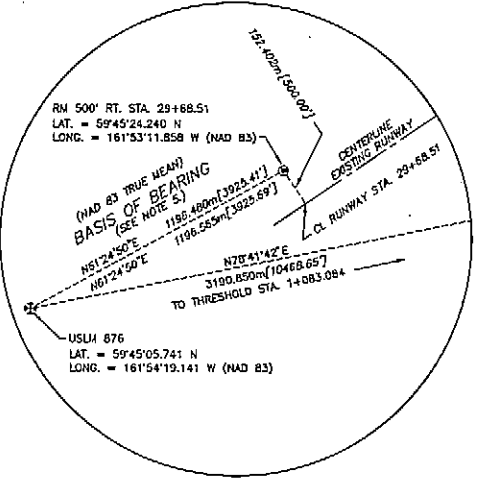 152.402m[500.00']
RM 500' RT. STA. 29+68.51
LAT. = 59°45'24.240 N
LONG. = 161°53'11.858 W (NAD 83)
CENTERLINE
EXISTING RUNWAY
(NAD 83 TRUE MEAN)
BASIS OF BEARING
(SEE NOTE 5.)
N61°24'50"E 1196.480m[3925.41']
N61°24'50"E 1196.565m[3925.69']
CL RUNWAY STA. 29+68.51
N70°41'42"E
3190.850m[10468.65']
TO THRESHOLD STA. 1+083.084
USLM 876
LAT. = 59°45'05.741 N
LONG. = 161°54'19.141 W (NAD 83)